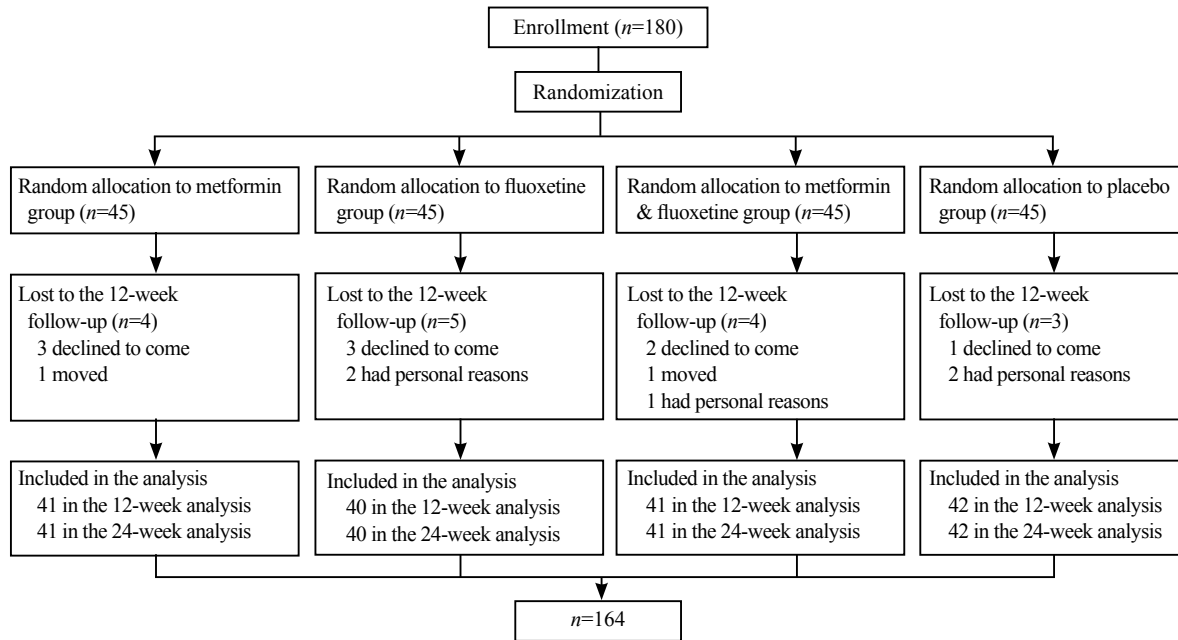 Enrollment (n=180)
Randomization
Random allocation to metformin
group (n=45)
Random allocation to fluoxetine
group (n=45)
Random allocation to metformin
& fluoxetine group (n=45)
Random allocation to placebo
group (n=45)
Lost to the 12-week
follow-up (n=4)
3 declined to come
1 moved
Lost to the 12-week
follow-up (n=5)
3 declined to come
2 had personal reasons
Lost to the 12-week
follow-up (n=4)
2 declined to come
1 moved
1 had personal reasons
Lost to the 12-week
follow-up (n=3)
1 declined to come
2 had personal reasons
Included in the analysis
41 in the 12-week analysis
41 in the 24-week analysis
Included in the analysis
40 in the 12-week analysis
40 in the 24-week analysis
Included in the analysis
41 in the 12-week analysis
41 in the 24-week analysis
Included in the analysis
42 in the 12-week analysis
42 in the 24-week analysis
n=164